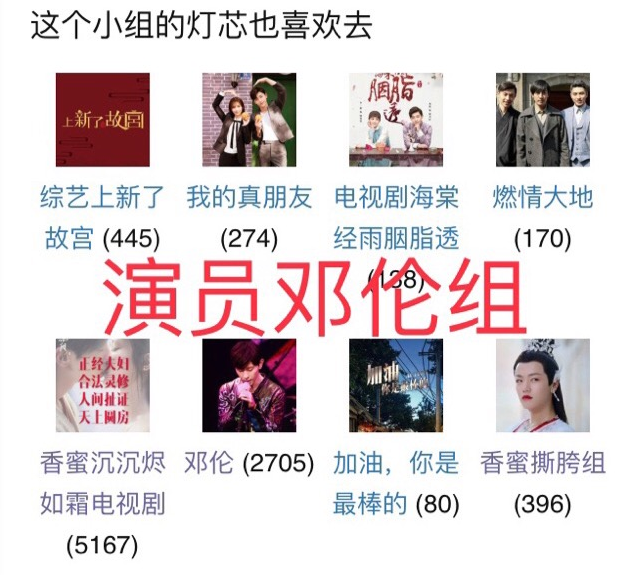 这个小组的灯芯也喜欢去
上新了故宫
胭脂
透
综艺上新了
故宫 (445)
我的真朋友
(274)
电视剧海棠
经雨胭脂透
(138)
燃情大地
(170)
演员邓伦组
正经夫妇
合法灵修
人间扯证
天上圆房
加油
你是最棒的
香蜜沉沉烬
如霜电视剧
(5167)
邓伦 (2705)
加油，你是
最棒的 (80)
香蜜撕胯组
(396)